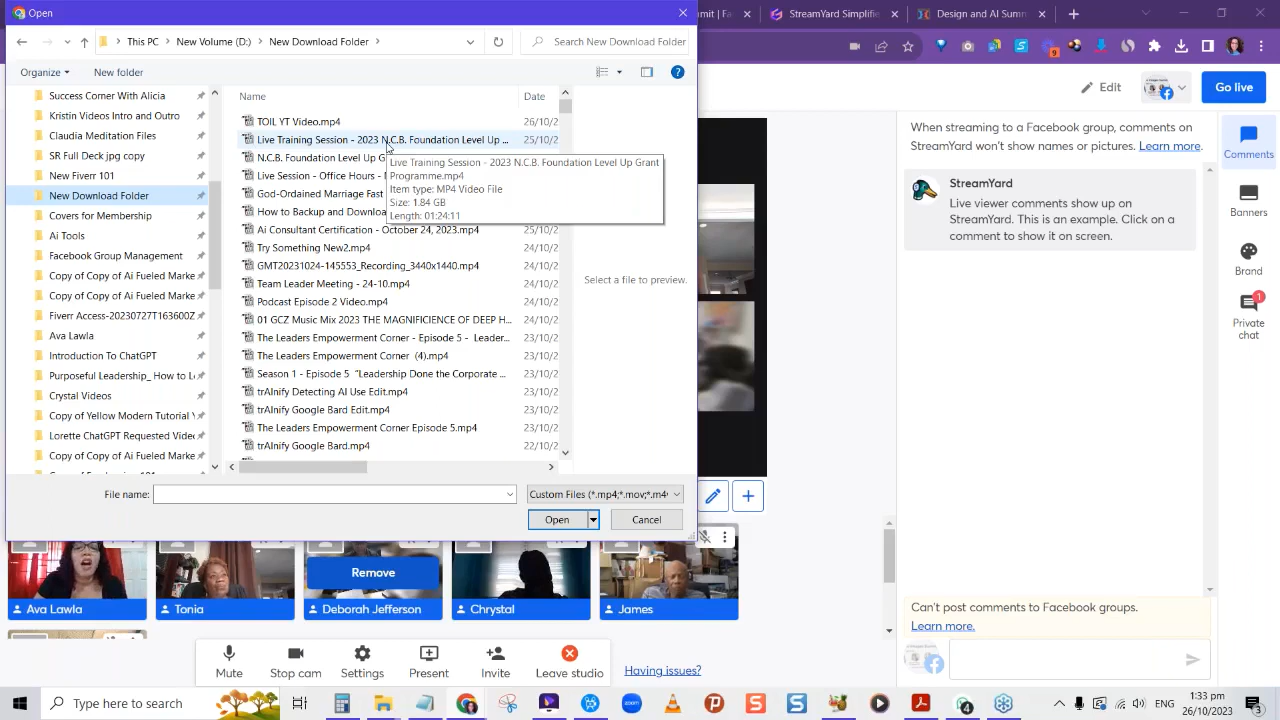 Open
mit | Fac
StreamYard Simplifie
Design and AI Summ
This PC
New Volume (D:)
New Download Folder
Search New Download Folder
9
Organize
New folder
Edit
Go live
Success Corner With Alicia
Kristin Videos Intro and Outro
Claudia Meditation Files
SR Full Deck.jpg copy
New Fiverr 101
New Download Folder
Covers for Membership
Ai Tools
Facebook Group Management
Copy of Copy of Ai Fueled Marke
Copy of Copy of Ai Fueled Marke
Fiverr Access-20230727T163600Z
Ava Lawla
Introduction To ChatGPT
Purposeful Leadership_ How to L
Crystal Videos
Copy of Yellow Modern Tutorial Y
Lorette ChatGPT Requested Video
Copy of Copy of Ai Fueled Marke
Name
Date
TOIL YT Video.mp4
26/10/2
Live Training Session - 2023 N.C.B. Foundation Level Up ...
25/10/2
N.C.B. Foundation Level Up G
Live Session - Office Hours -
God-Ordained Marriage Fast
How to Backup and Downloa
Live Training Session - 2023 N.C.B. Foundation Level Up Grant
Programme.mp4
Item type: MP4 Video File
Size: 1.84 GB
Length: 01:24:11
Ai Consultant Certification - October 24, 2023.mp4
24/10/2
Try Something New2.mp4
24/10/2
GMT20231024-145553_Recording_3440x1440.mp4
24/10/2
Team Leader Meeting - 24-10.mp4
24/10/2
Podcast Episode 2 Video.mp4
24/10/2
01 GCZ Music Mix 2023 THE MAGNIFICIENCE OF DEEP H...
23/10/2
The Leaders Empowerment Corner - Episode 5 - Leader...
23/10/2
The Leaders Empowerment Corner (4).mp4
23/10/2
Season 1 - Episode 5 “Leadership Done the Corporate ...
23/10/2
trAInify Detecting AI Use Edit.mp4
23/10/2
trAInify Google Bard Edit.mp4
23/10/2
The Leaders Empowerment Corner Episode 5.mp4
23/10/2
trAInify Google Bard.mp4
23/10/2
Select a file to preview.
File name:
Custom Files (*.mp4;*.mov;*.m4
Open
Cancel
When streaming to a Facebook group, comments on
StreamYard won't show names or pictures. Learn more.
StreamYard
Live viewer comments show up on
StreamYard. This is an example. Click on a
comment to show it on screen.
Comments
Banners
Brand
1
Private
chat
Can't post comments to Facebook groups.
Learn more.
Remove
Ava Lawla
Tonia
Deborah Jefferson
Chrystal
James
Mute
Stop cam
Settings
Present
Invite
Leave studio
Having issues?
Type here to search
zoom
4
ENG
1:33 pm
26/10/2023
3